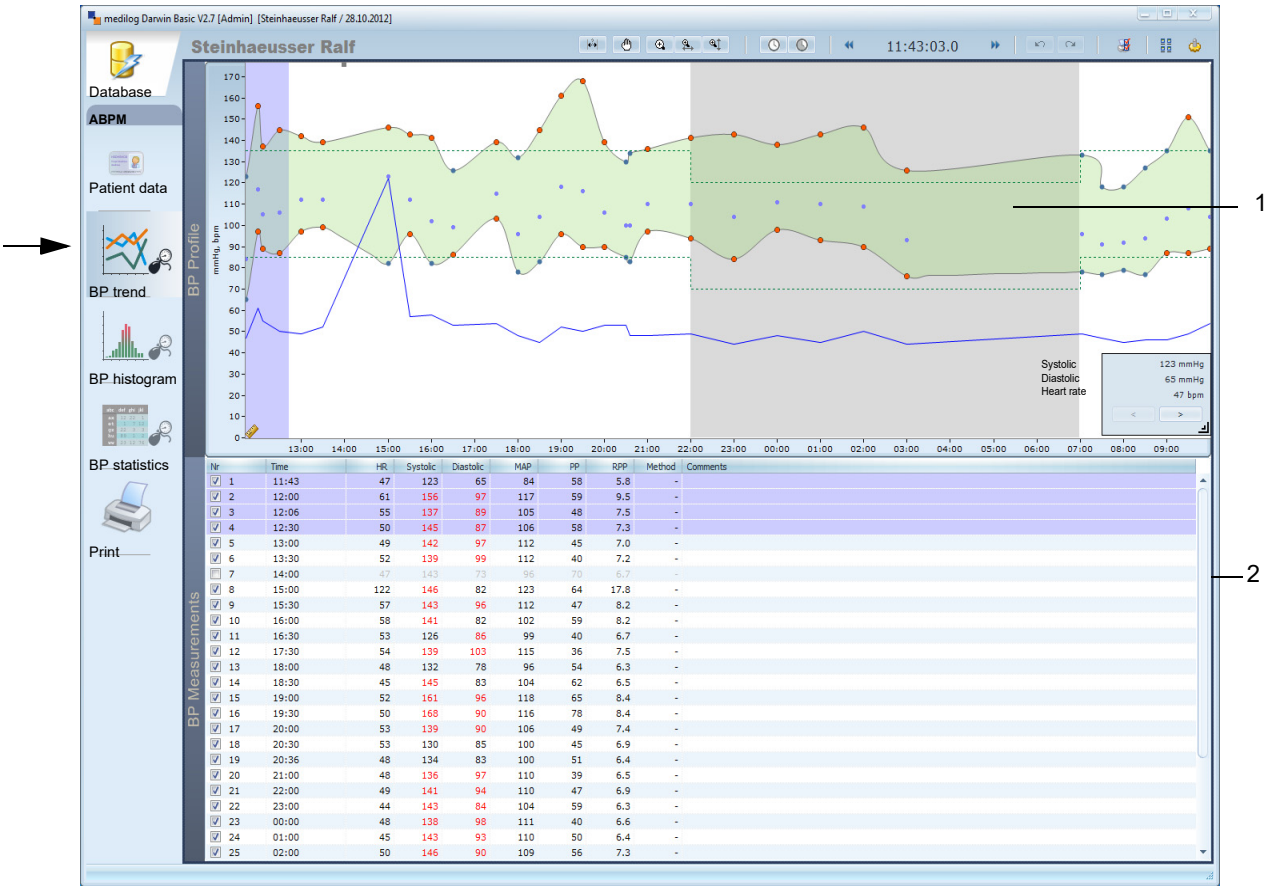 medilog Darwin Basic V2.7 [Admin] [Steinhaeusser Ralf / 28.10.2012]
Steinhaeusser Ralf
11:43:03.0
Database
ABPM
Patient data
BP trend
BP histogram
BP statistics
Print
BP Profile
mmHg, bpm
170
160
150
140
130
120
110
100
90
80
70
60
50
40
30
20
10
0
13:00 14:00 15:00 16:00 17:00 18:00 19:00 20:00 21:00 22:00 23:00 00:00 01:00 02:00 03:00 04:00 05:00 06:00 07:00 08:00 09:00
Systolic 123 mmHg
Diastolic 65 mmHg
Heart rate 47 bpm
< >
1
BP Measurements
Nr Time HR Systolic Diastolic MAP PP RPP Method Comments
1 11:43 47 123 65 84 58 5.8 -
2 12:00 61 156 97 117 59 9.5 -
3 12:06 55 137 89 105 48 7.5 -
4 12:30 50 145 87 106 58 7.3 -
5 13:00 49 142 97 112 45 7.0 -
6 13:30 52 139 99 112 40 7.2 -
7 14:00 47 143 73 96 70 6.7 -
8 15:00 122 146 82 123 64 17.8 -
9 15:30 57 143 96 112 47 8.2 -
10 16:00 58 141 82 102 59 8.2 -
11 16:30 53 126 86 99 40 6.7 -
12 17:30 54 139 103 115 36 7.5 -
13 18:00 48 132 78 96 54 6.3 -
14 18:30 45 145 83 104 62 6.5 -
15 19:00 52 161 96 118 65 8.4 -
16 19:30 50 168 90 116 78 8.4 -
17 20:00 53 139 90 106 49 7.4 -
18 20:30 53 130 85 100 45 6.9 -
19 20:36 48 134 83 100 51 6.4 -
20 21:00 48 136 97 110 39 6.5 -
21 22:00 49 141 94 110 47 6.9 -
22 23:00 44 143 84 104 59 6.3 -
23 00:00 48 138 98 111 40 6.6 -
24 01:00 45 143 93 110 50 6.4 -
25 02:00 50 146 90 109 56 7.3 -
2